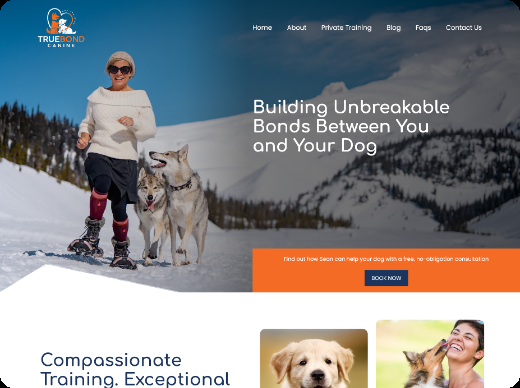 TRUEBOND
CANINE
Home About Private Training Blog Faqs Contact Us
Building Unbreakable
Bonds Between You
and Your Dog
Find out how Sean can help your dog with a free, no-obligation consultation
BOOK NOW
Compassionate
Training. Exceptional